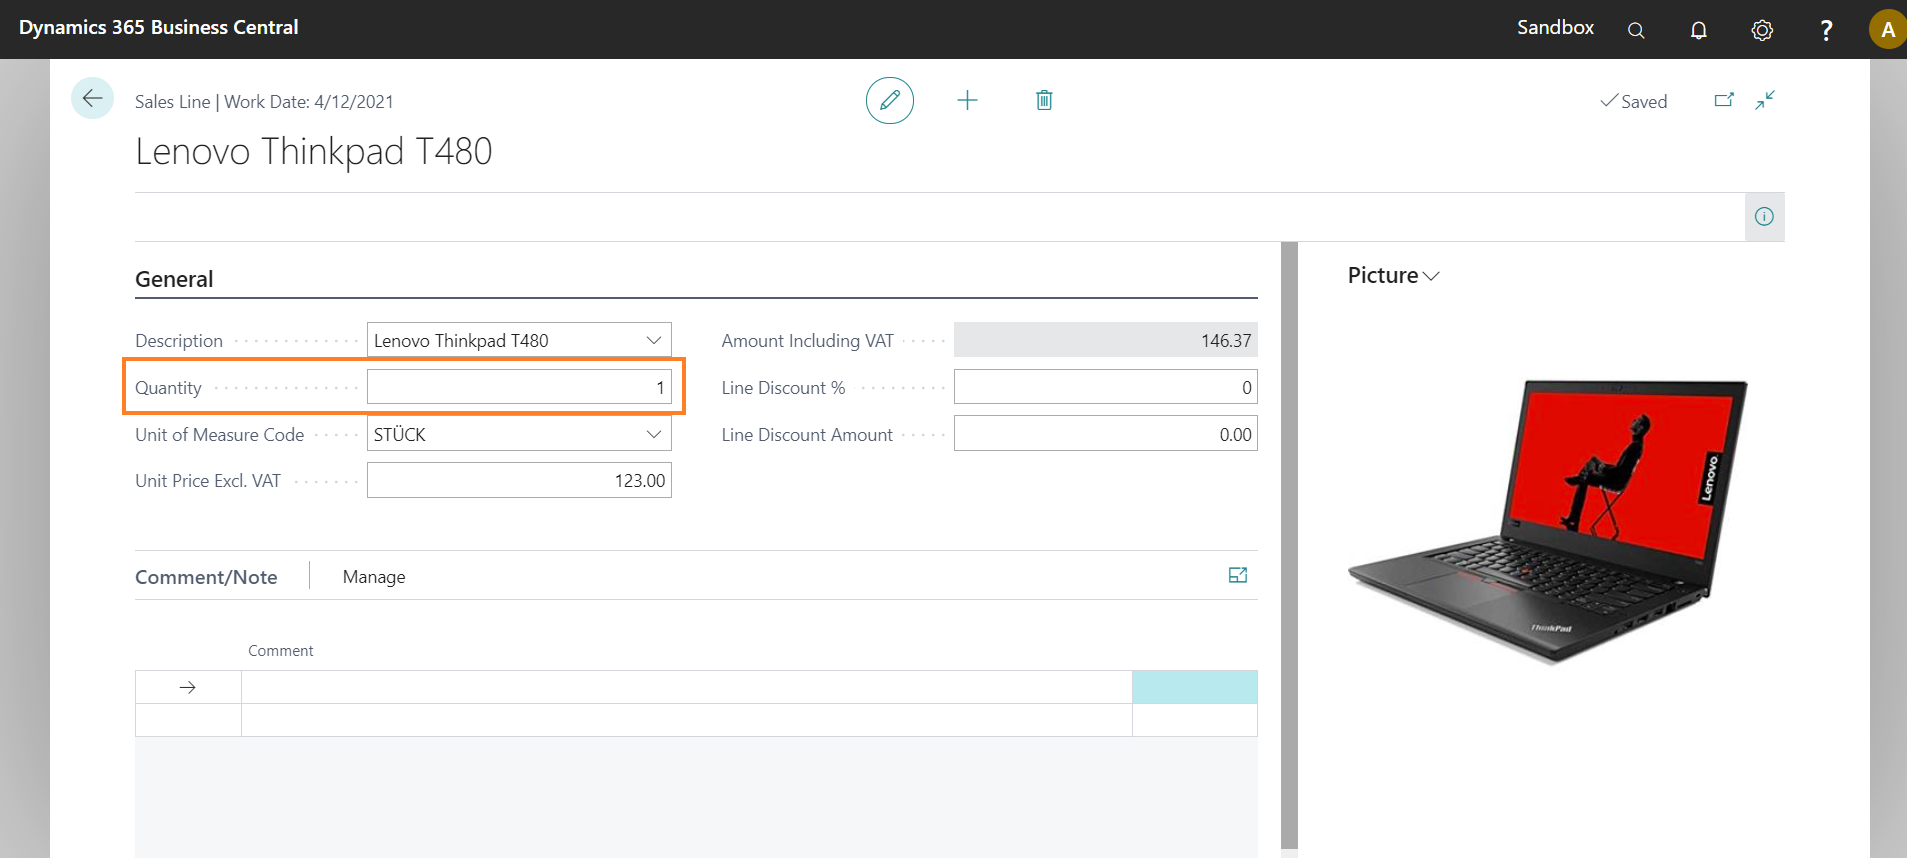 Dynamics 365 Business Central
Sandbox
?
A
Sales Line | Work Date: 4/12/2021
Saved
Lenovo Thinkpad T480
General
Description
Lenovo Thinkpad T480
Quantity
1
Unit of Measure Code
STÜCK
Unit Price Excl. VAT
123.00
Amount Including VAT
146.37
Line Discount %
0
Line Discount Amount
0.00
Picture
Lenovo
ThinkPad
Comment/Note
Manage
Comment